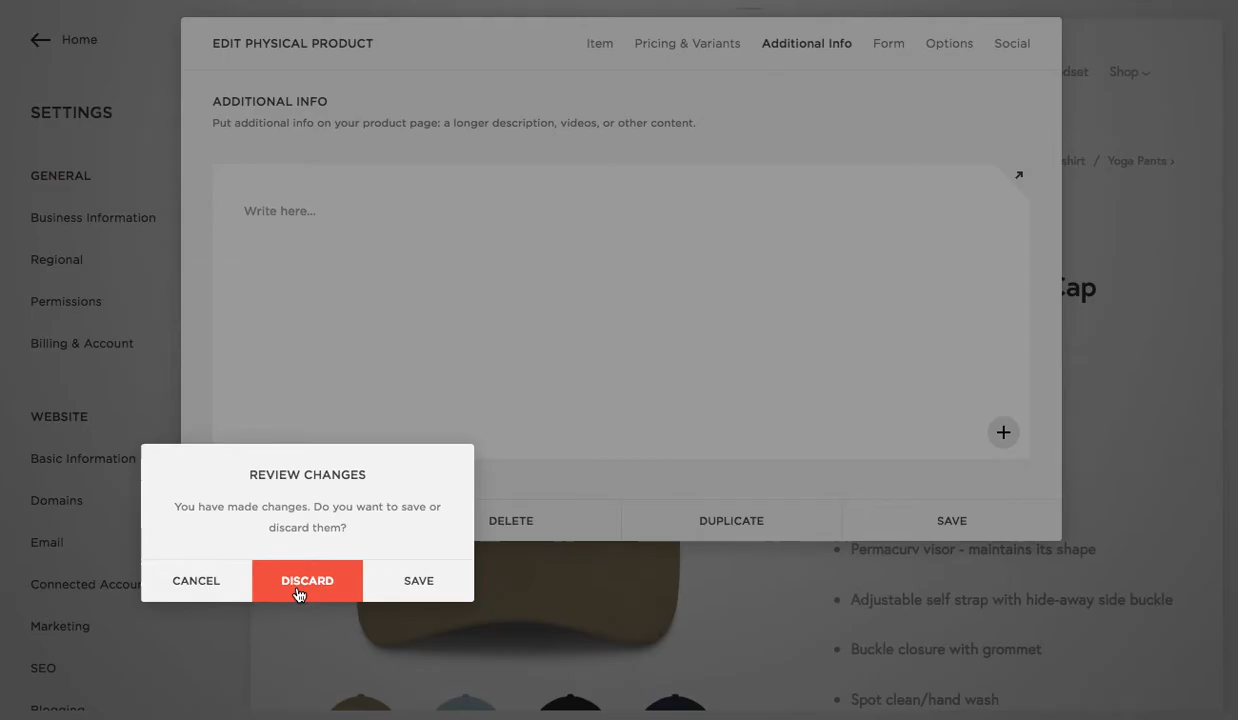 Home
SETTINGS
GENERAL
Business Information
Regional
Permissions
Billing & Account
WEBSITE
Basic Information
Domains
Email
Connected Accoun
Marketing
SEO
Blogging
EDIT PHYSICAL PRODUCT
Item
Pricing & Variants
Additional Info
Form
Options
Social
ADDITIONAL INFO
Put additional info on your product page: a longer description, videos, or other content.
Write here...
DELETE
DUPLICATE
SAVE
REVIEW CHANGES
You have made changes. Do you want to save or
discard them?
CANCEL
DISCARD
SAVE
Shop
/ Yoga Pants ›
Cap
Permacurv visor - maintains its shape
Adjustable self strap with hide-away side buckle
Buckle closure with grommet
Spot clean/hand wash